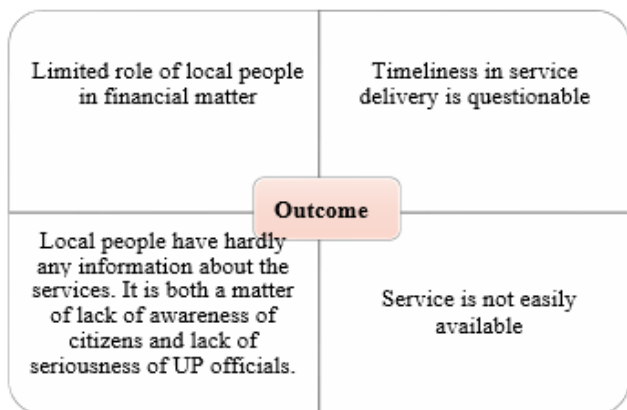 Limited role of local people
in financial matter
Timeliness in service
delivery is questionable
Outcome
Local people have hardly
any information about the
services. It is both a matter
of lack of awareness of
citizens and lack of
seriousness of UP officials.
Service is not easily
available